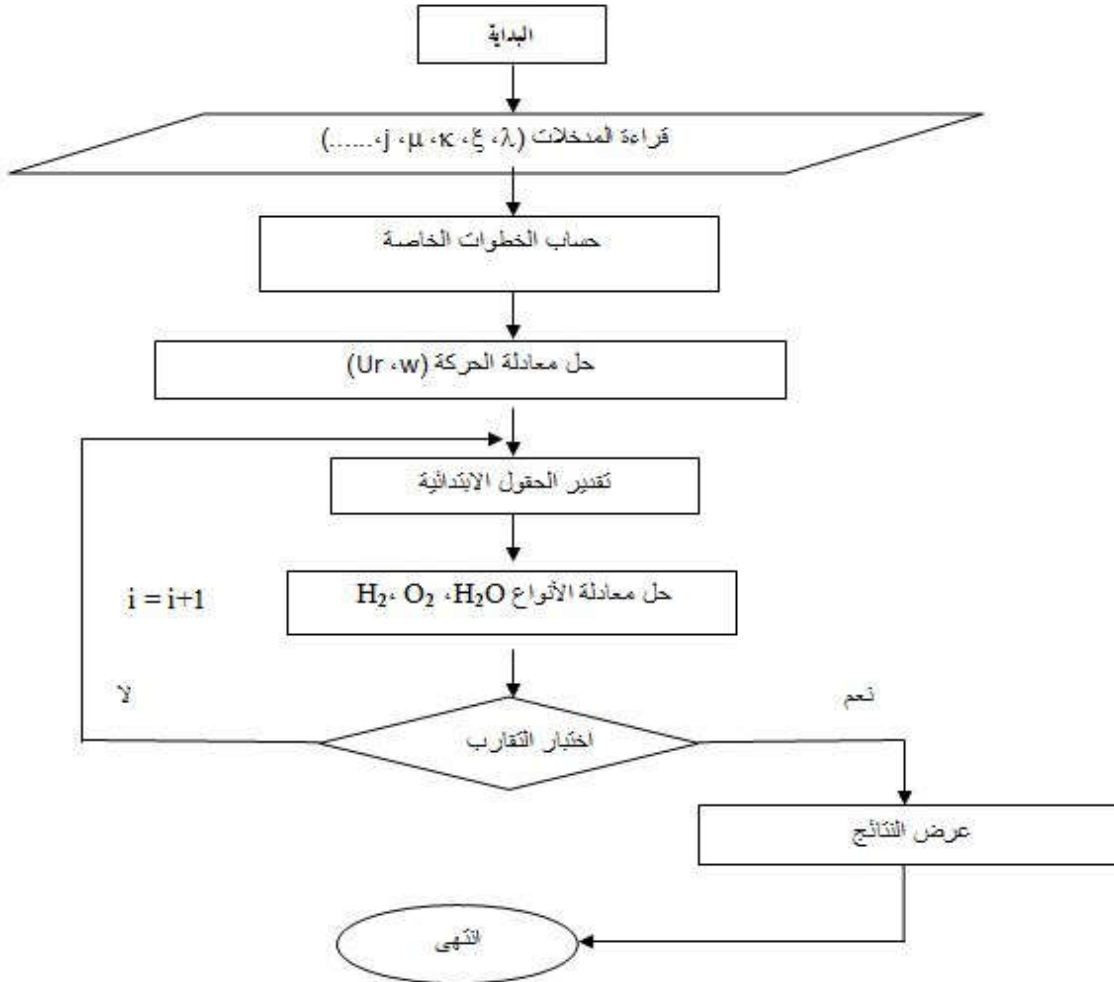 البداية
قراءة المدخلات (λ، ξ، κ، μ، j،......)
حساب الخطوات الخاصة
حل معادلة الحركة (Ur ،w)
تقدير الحقول الابتدائية
حل معادلة الأنواع H₂، O₂ ،H₂O
i = i+1
لا
نعم
اختبار التقارب
عرض النتائج
انتهى